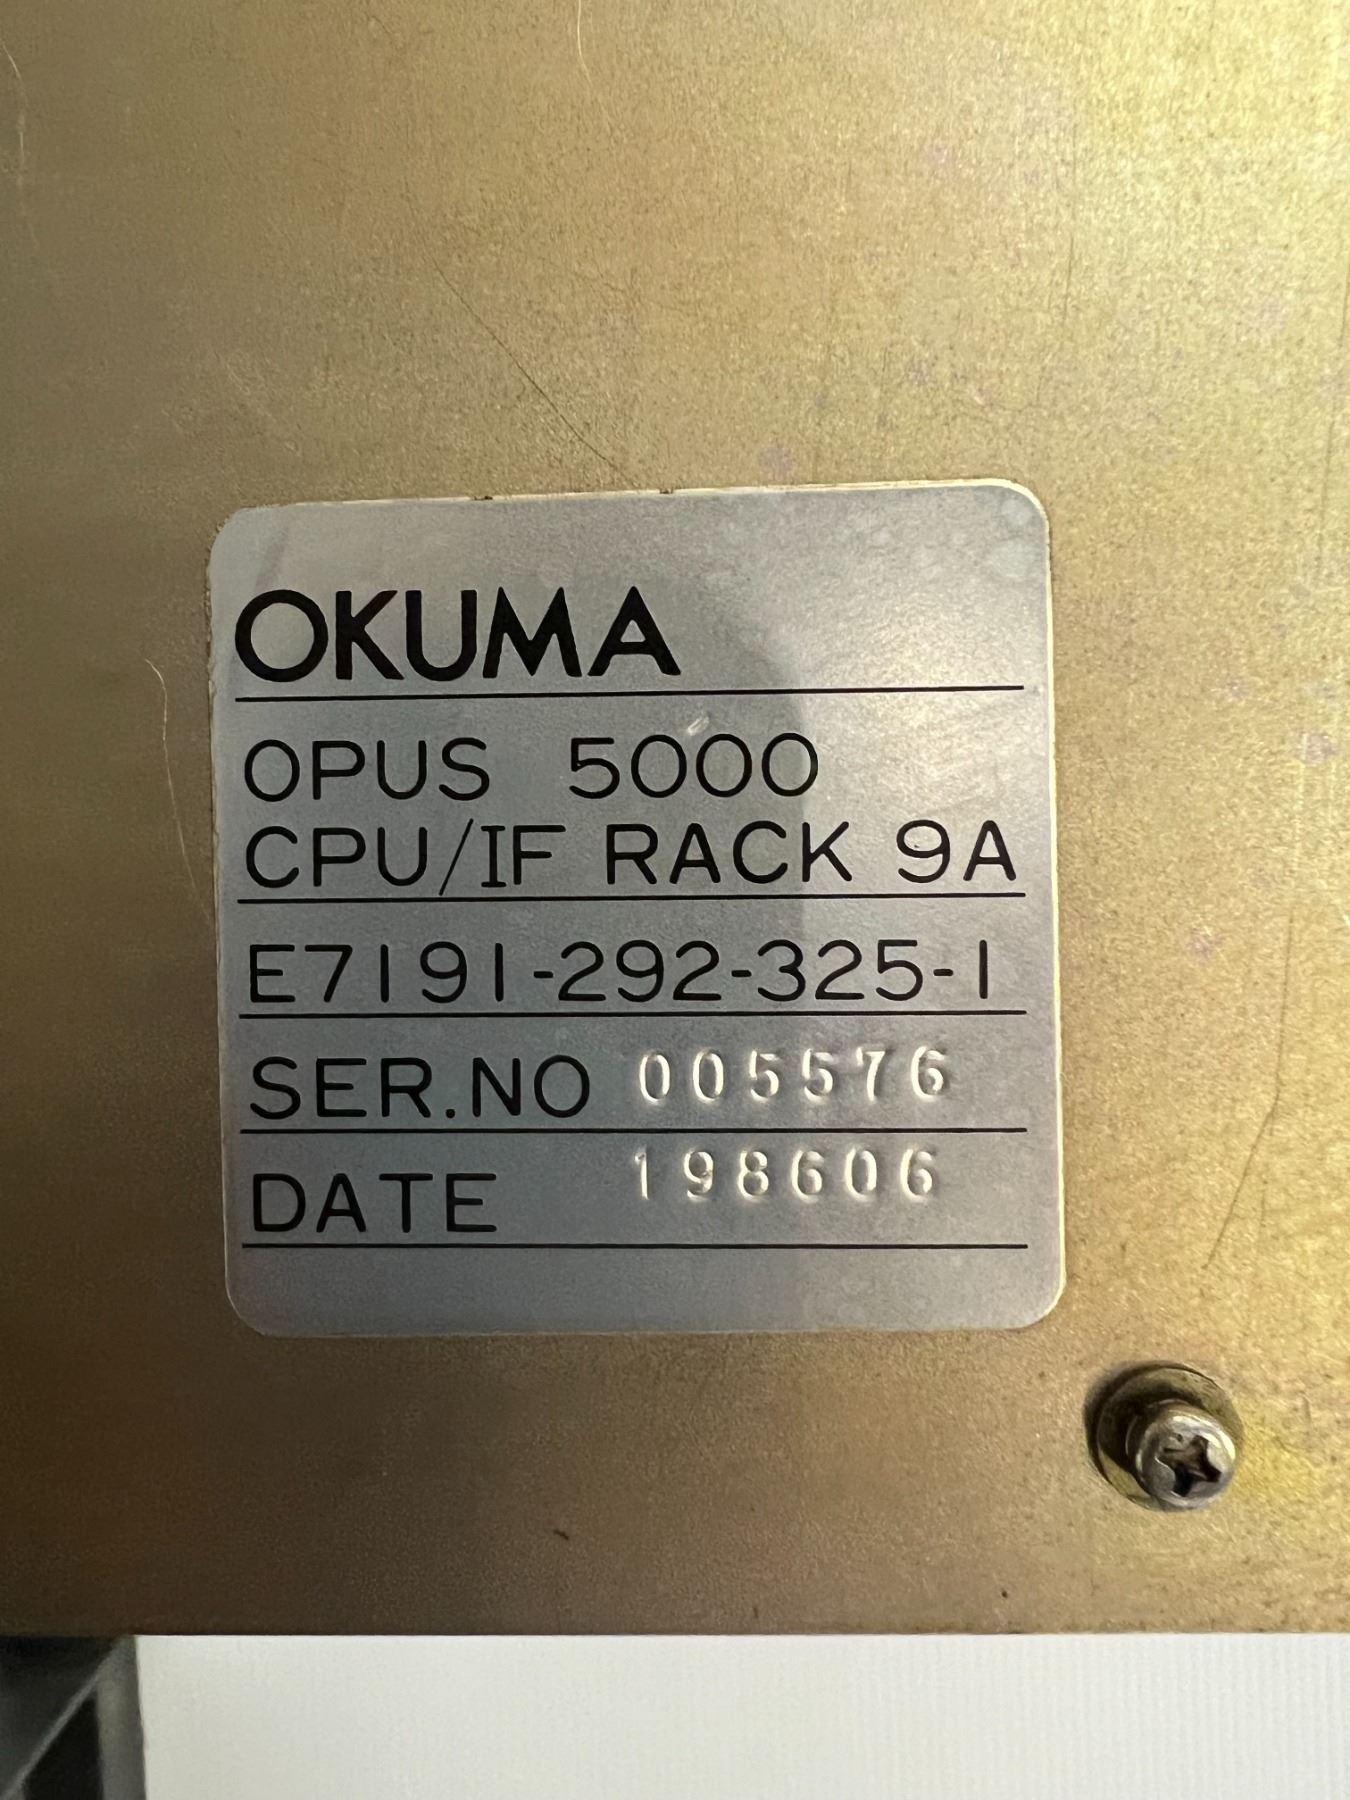 OKUMA
OPUS 5000
CPU/IF RACK 9A
E7191-292-325-1
SER.NO 005576
DATE 198606